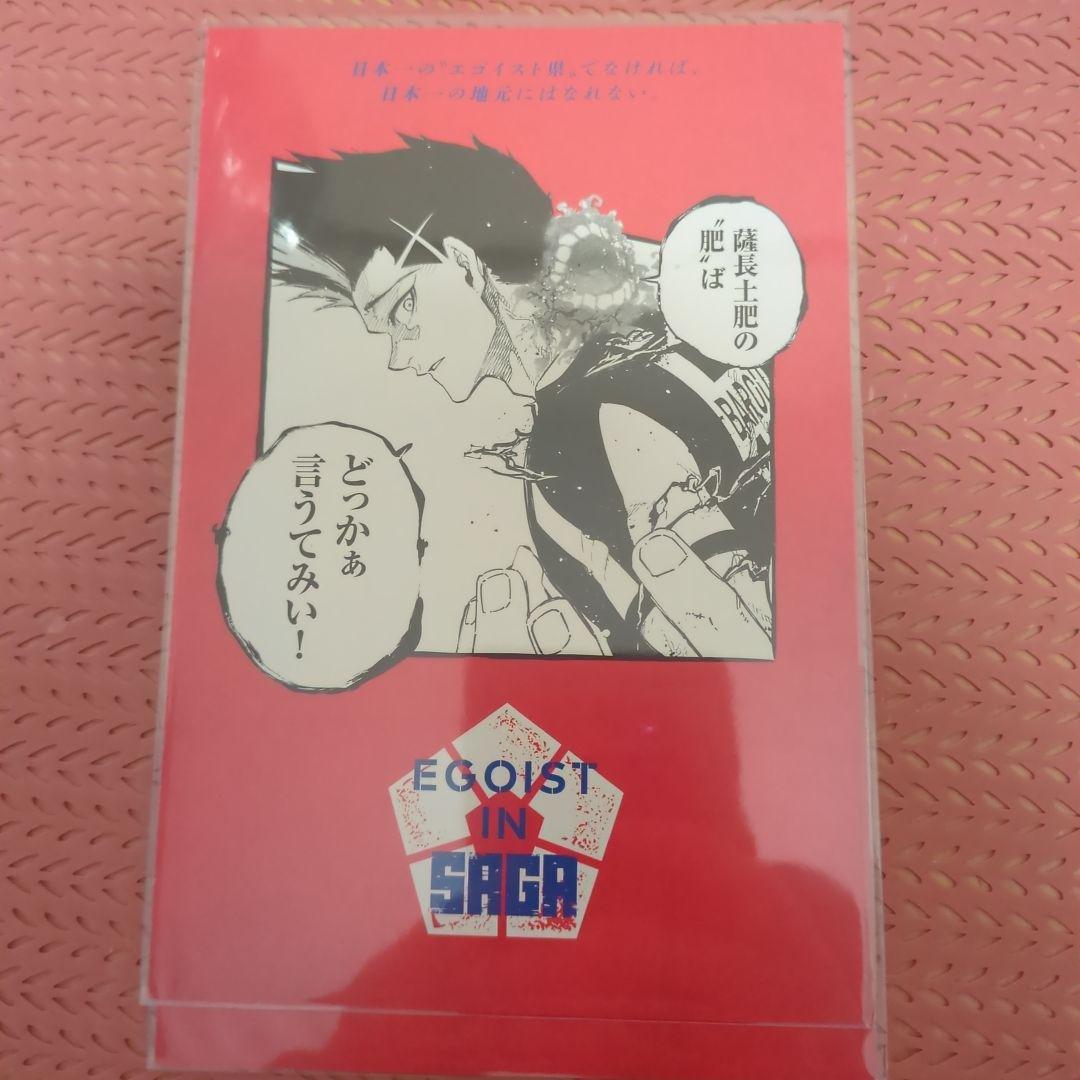 日本一の"エゴイスト県"でなければ、
日本一の地元にはなれない。
薩長土肥の
"肥"ば
BARO
どっかぁ
言うてみい！
EGOIST
IN
SAGA